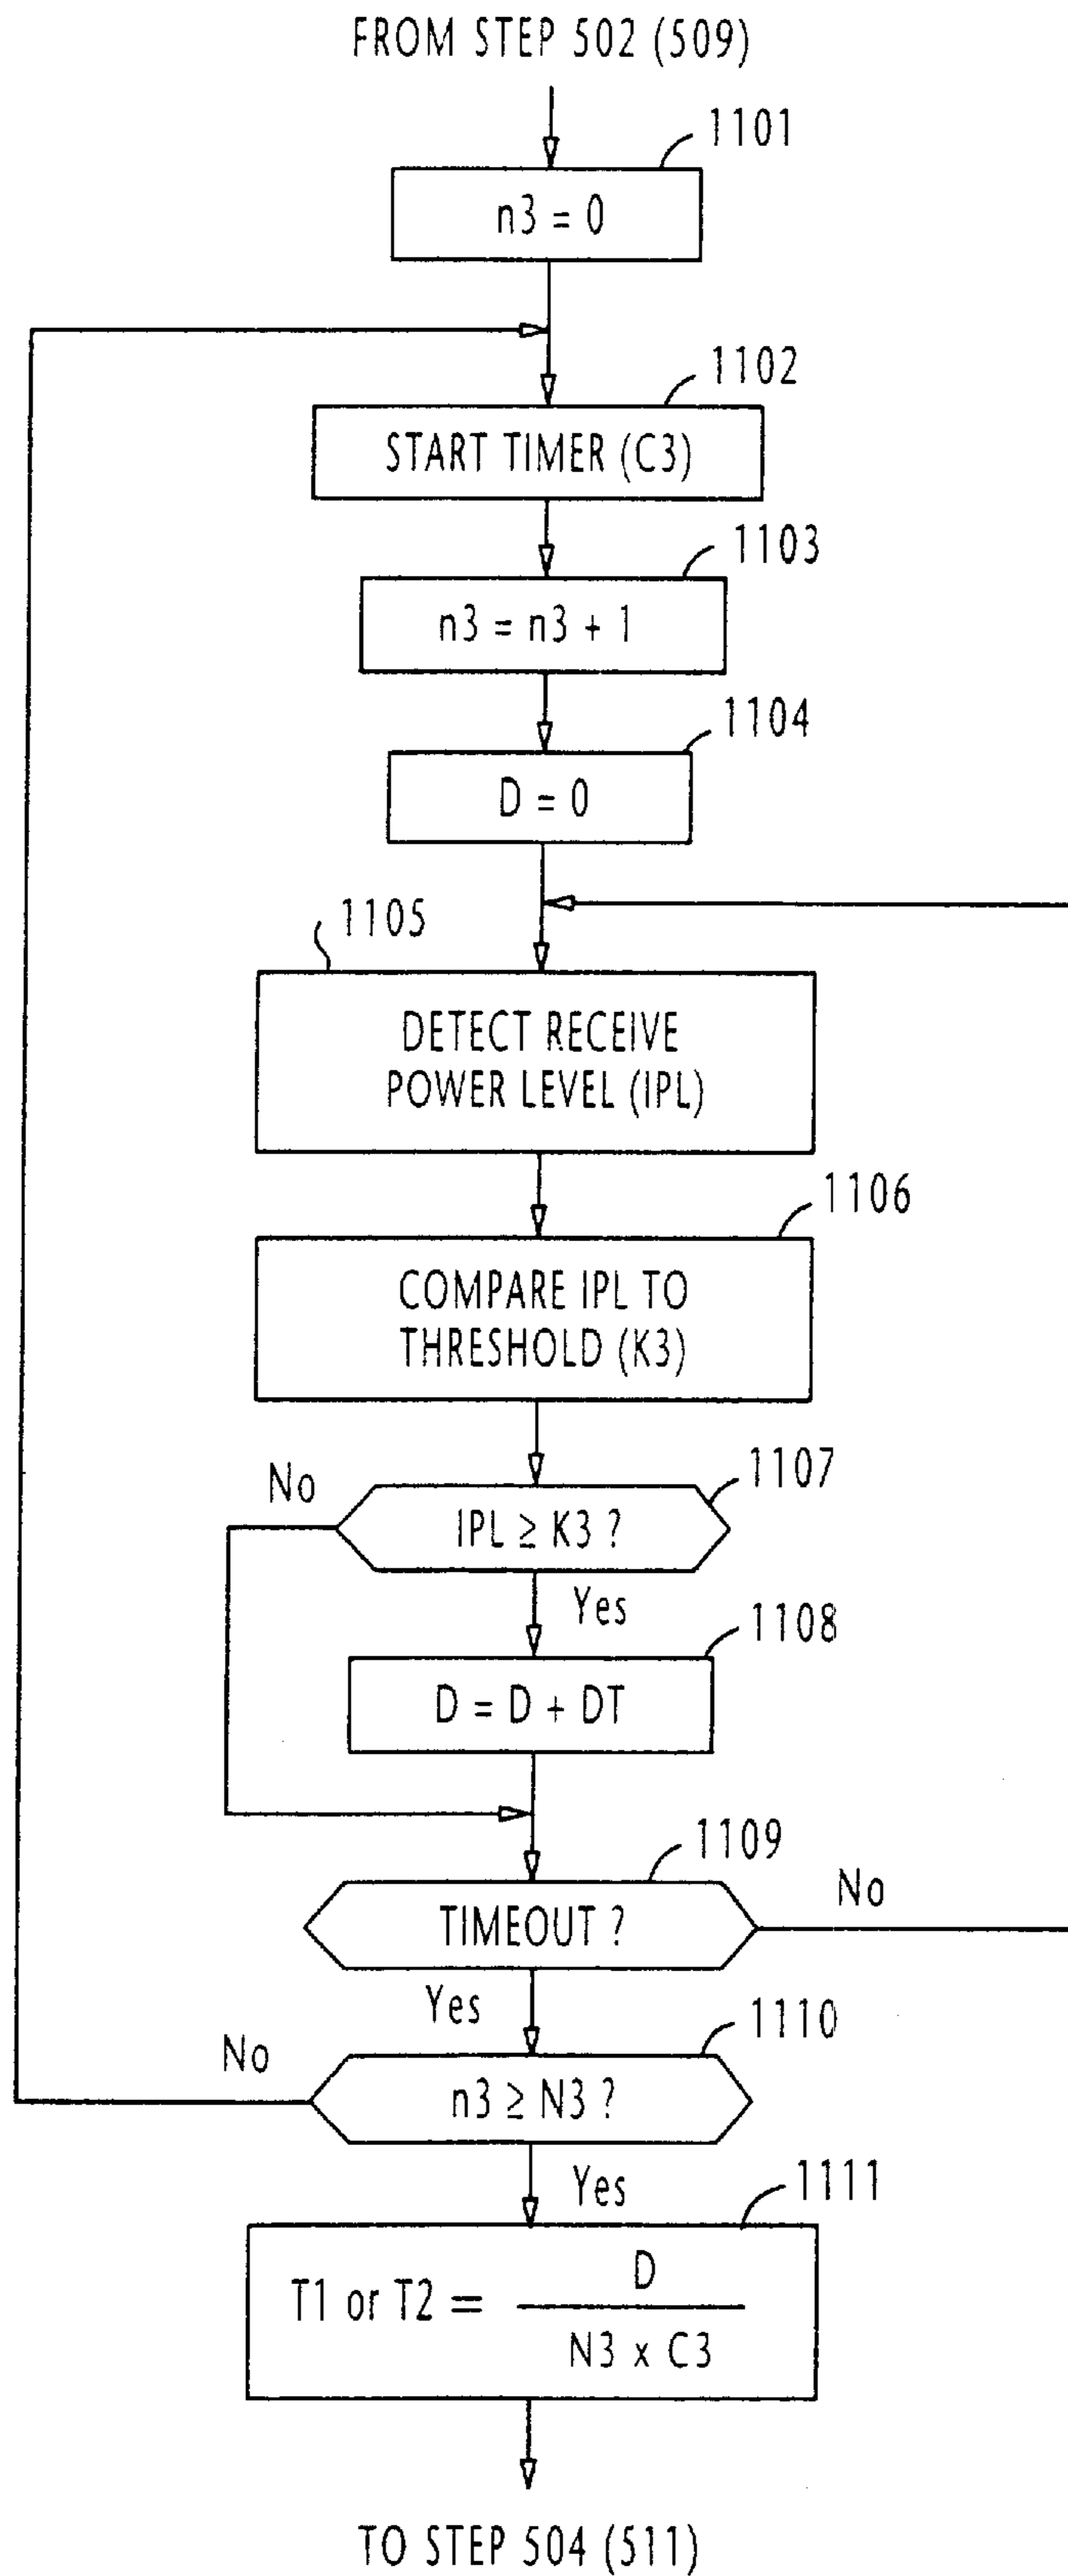 FROM STEP 502 (509)
1101
n3 = 0
1102
START TIMER (C3)
1103
n3 = n3 + 1
1104
D = 0
1105
DETECT RECEIVE
POWER LEVEL (IPL)
1106
COMPARE IPL TO
THRESHOLD (K3)
1107
No
IPL ≥ K3 ?
Yes
1108
D = D + DT
1109
No
TIMEOUT ?
Yes
1110
No
n3 ≥ N3 ?
Yes
1111
D
T1 or T2 =
N3 x C3
TO STEP 504 (511)